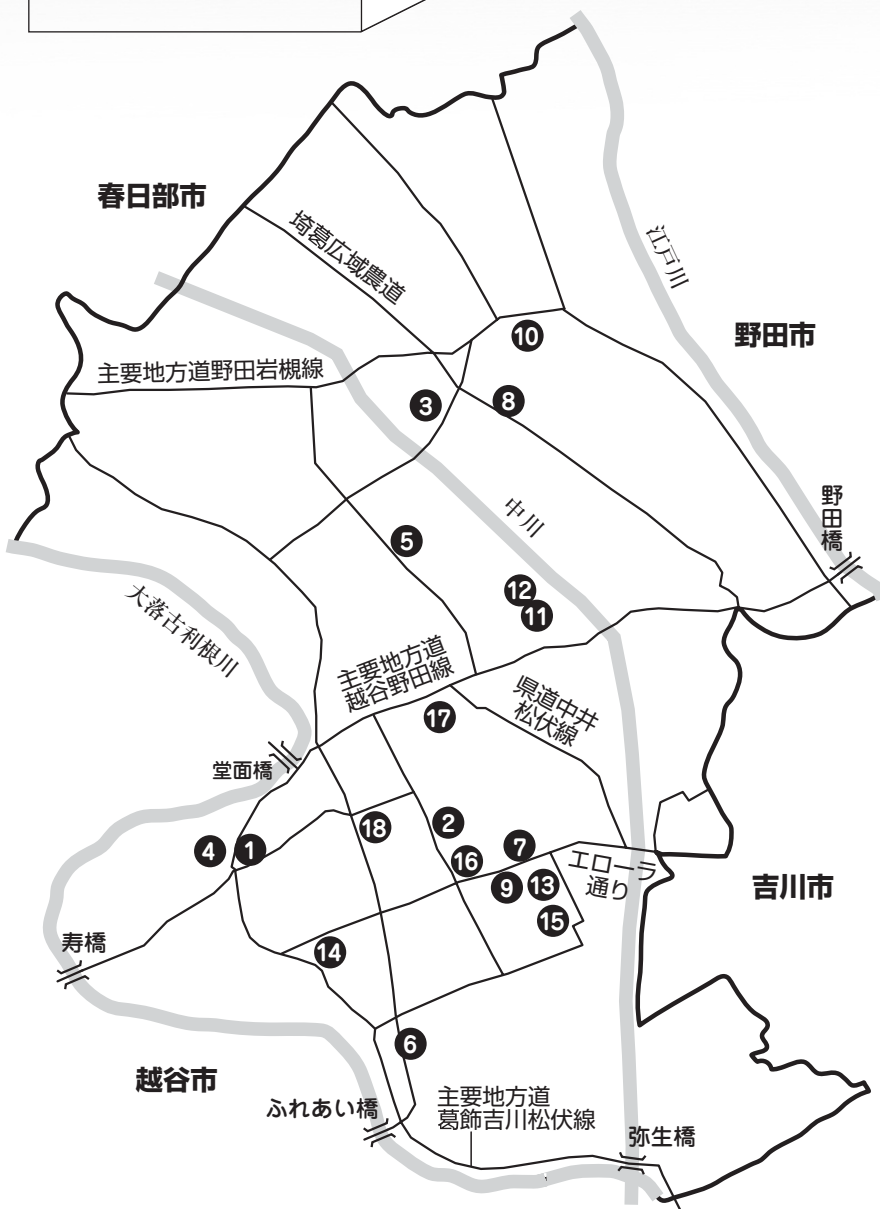 春日部市
埼葛広域農道
江戸川
野田市
10
主要地方道野田岩槻線
3
8
野田橋
中川
5
12
11
大落古利根川
主要地方道
越谷野田線
県道中井
松伏線
17
堂面橋
18
2
4
1
7
16
エローラ
通り
9
13
吉川市
15
寿橋
14
6
越谷市
ふれあい橋
主要地方道
葛飾吉川松伏線
弥生橋